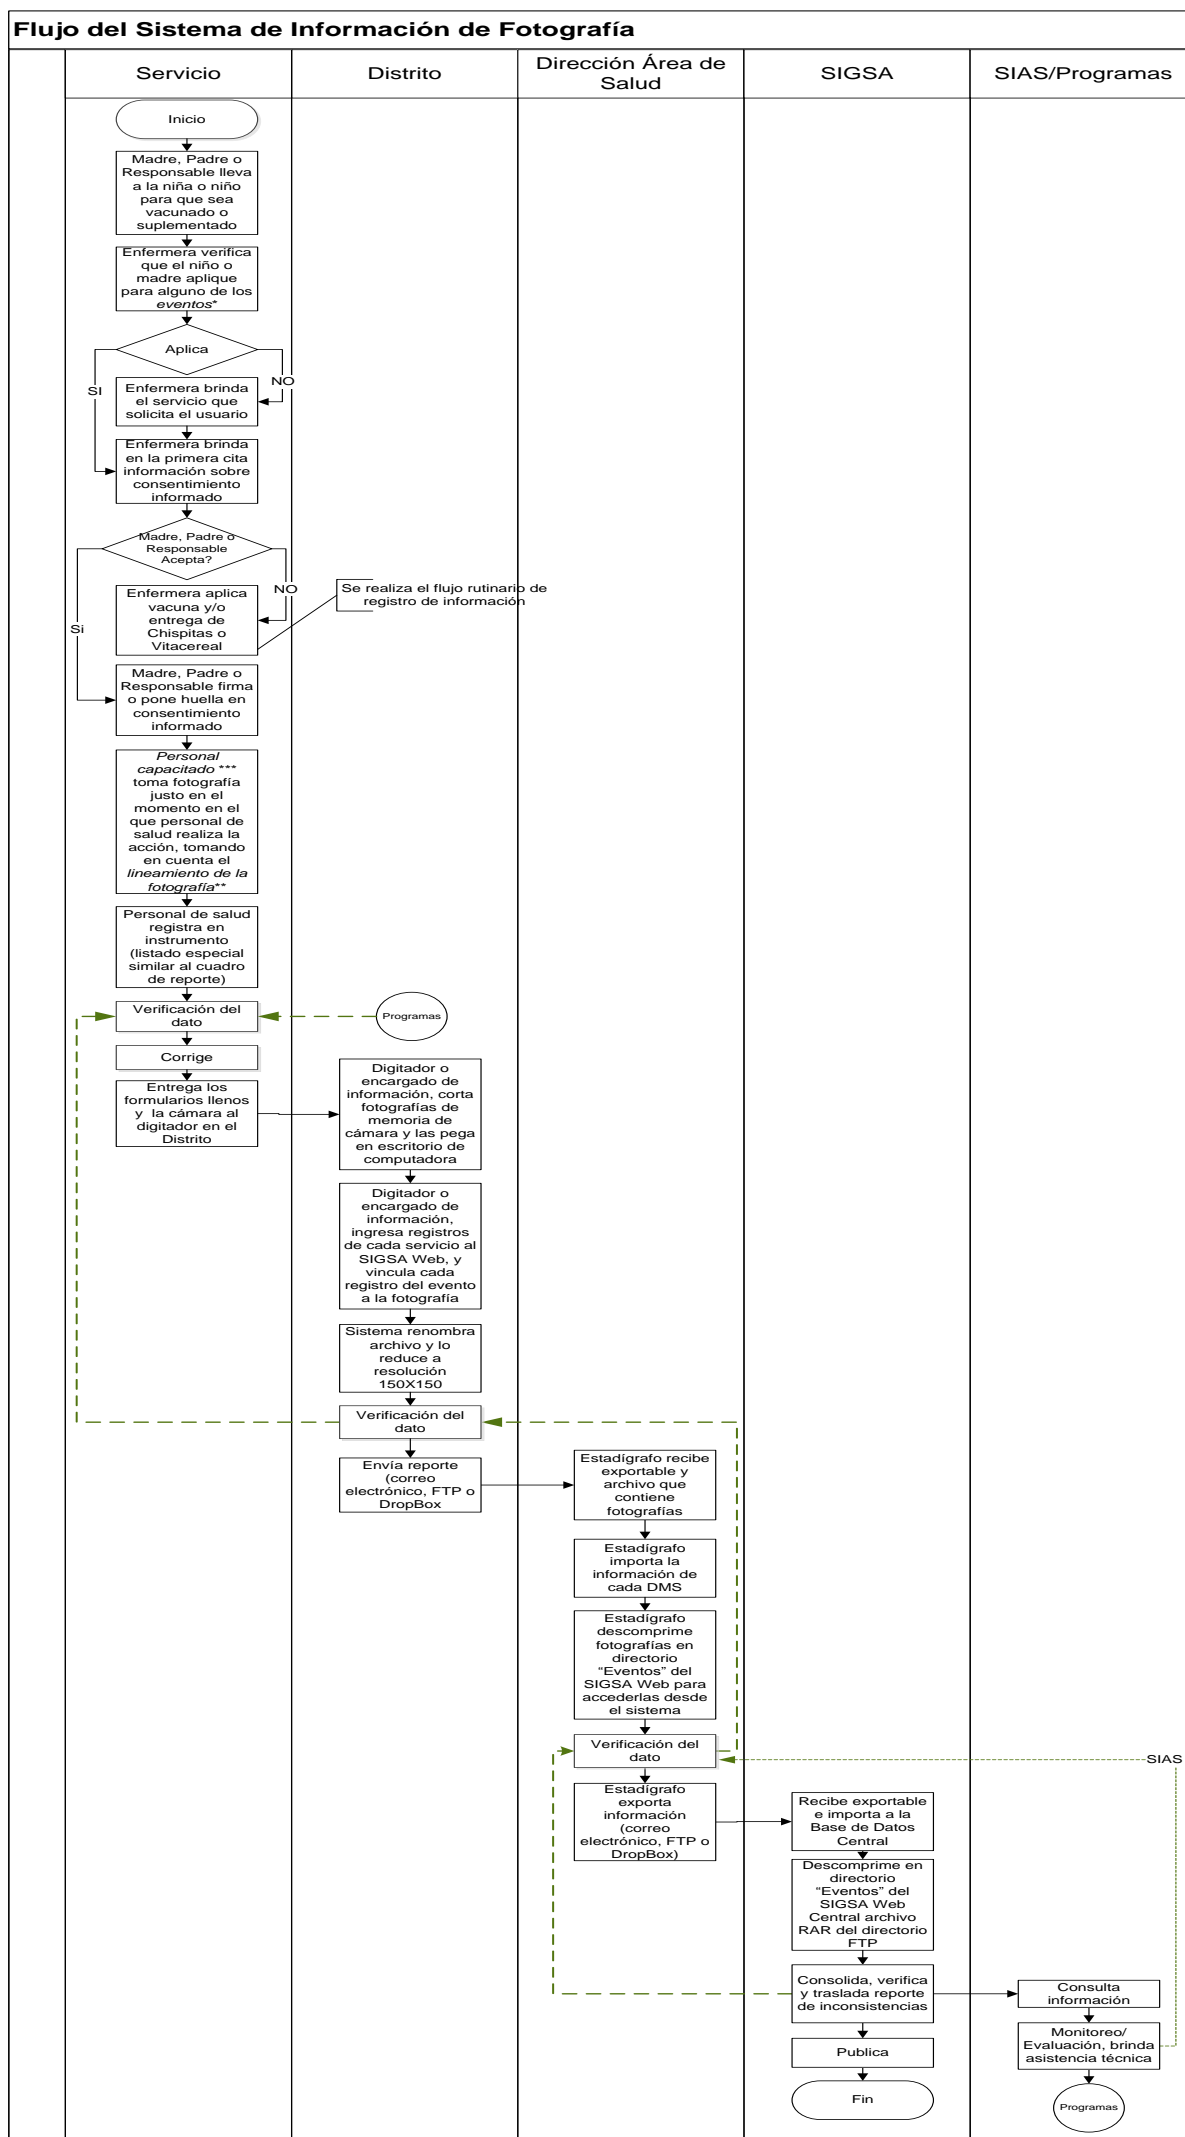 Flujo del Sistema de Información de Fotografía
Servicio
Distrito
Dirección Área de
Salud
SIGSA
SIAS/Programas
Inicio
Madre, Padre o
Responsable lleva
a la niña o niño
para que sea
vacunado o
suplementado
Enfermera verifica
que el niño o
madre aplique
para alguno de los
eventos*
Aplica
SI
NO
Enfermera brinda
el servicio que
solicita el usuario
Enfermera brinda
en la primera cita
información sobre
consentimiento
informado
Madre, Padre o
Responsable
Acepta?
NO
Si
Enfermera aplica
vacuna y/o
entrega de
Chispitas o
Vitacereal
Se realiza el flujo rutinario de
registro de información
Madre, Padre o
Responsable firma
o pone huella en
consentimiento
informado
Personal
capacitado ***
toma fotografía
justo en el
momento en el
que personal de
salud realiza la
acción, tomando
en cuenta el
lineamiento de la
fotografía**
Personal de salud
registra en
instrumento
(listado especial
similar al cuadro
de reporte)
Verificación del
dato
Programas
Corrige
Entrega los
formularios llenos
y la cámara al
digitador en el
Distrito
Digitador o
encargado de
información, corta
fotografías de
memoria de
cámara y las pega
en escritorio de
computadora
Digitador o
encargado de
información,
ingresa registros
de cada servicio al
SIGSA Web, y
vincula cada
registro del evento
a la fotografía
Sistema renombra
archivo y lo
reduce a
resolución
150X150
Verificación del
dato
Envía reporte
(correo
electrónico, FTP o
DropBox
Estadígrafo recibe
exportable y
archivo que
contiene
fotografías
Estadígrafo
importa la
información de
cada DMS
Estadígrafo
descomprime
fotografías en
directorio
“Eventos” del
SIGSA Web para
accederlas desde
el sistema
Verificación del
dato
SIAS
Estadígrafo
exporta
información
(correo
electrónico, FTP o
DropBox)
Recibe exportable
e importa a la
Base de Datos
Central
Descomprime en
directorio
“Eventos” del
SIGSA Web
Central archivo
RAR del directorio
FTP
Consolida, verifica
y traslada reporte
de inconsistencias
Consulta
información
Publica
Monitoreo/
Evaluación, brinda
asistencia técnica
Fin
Programas